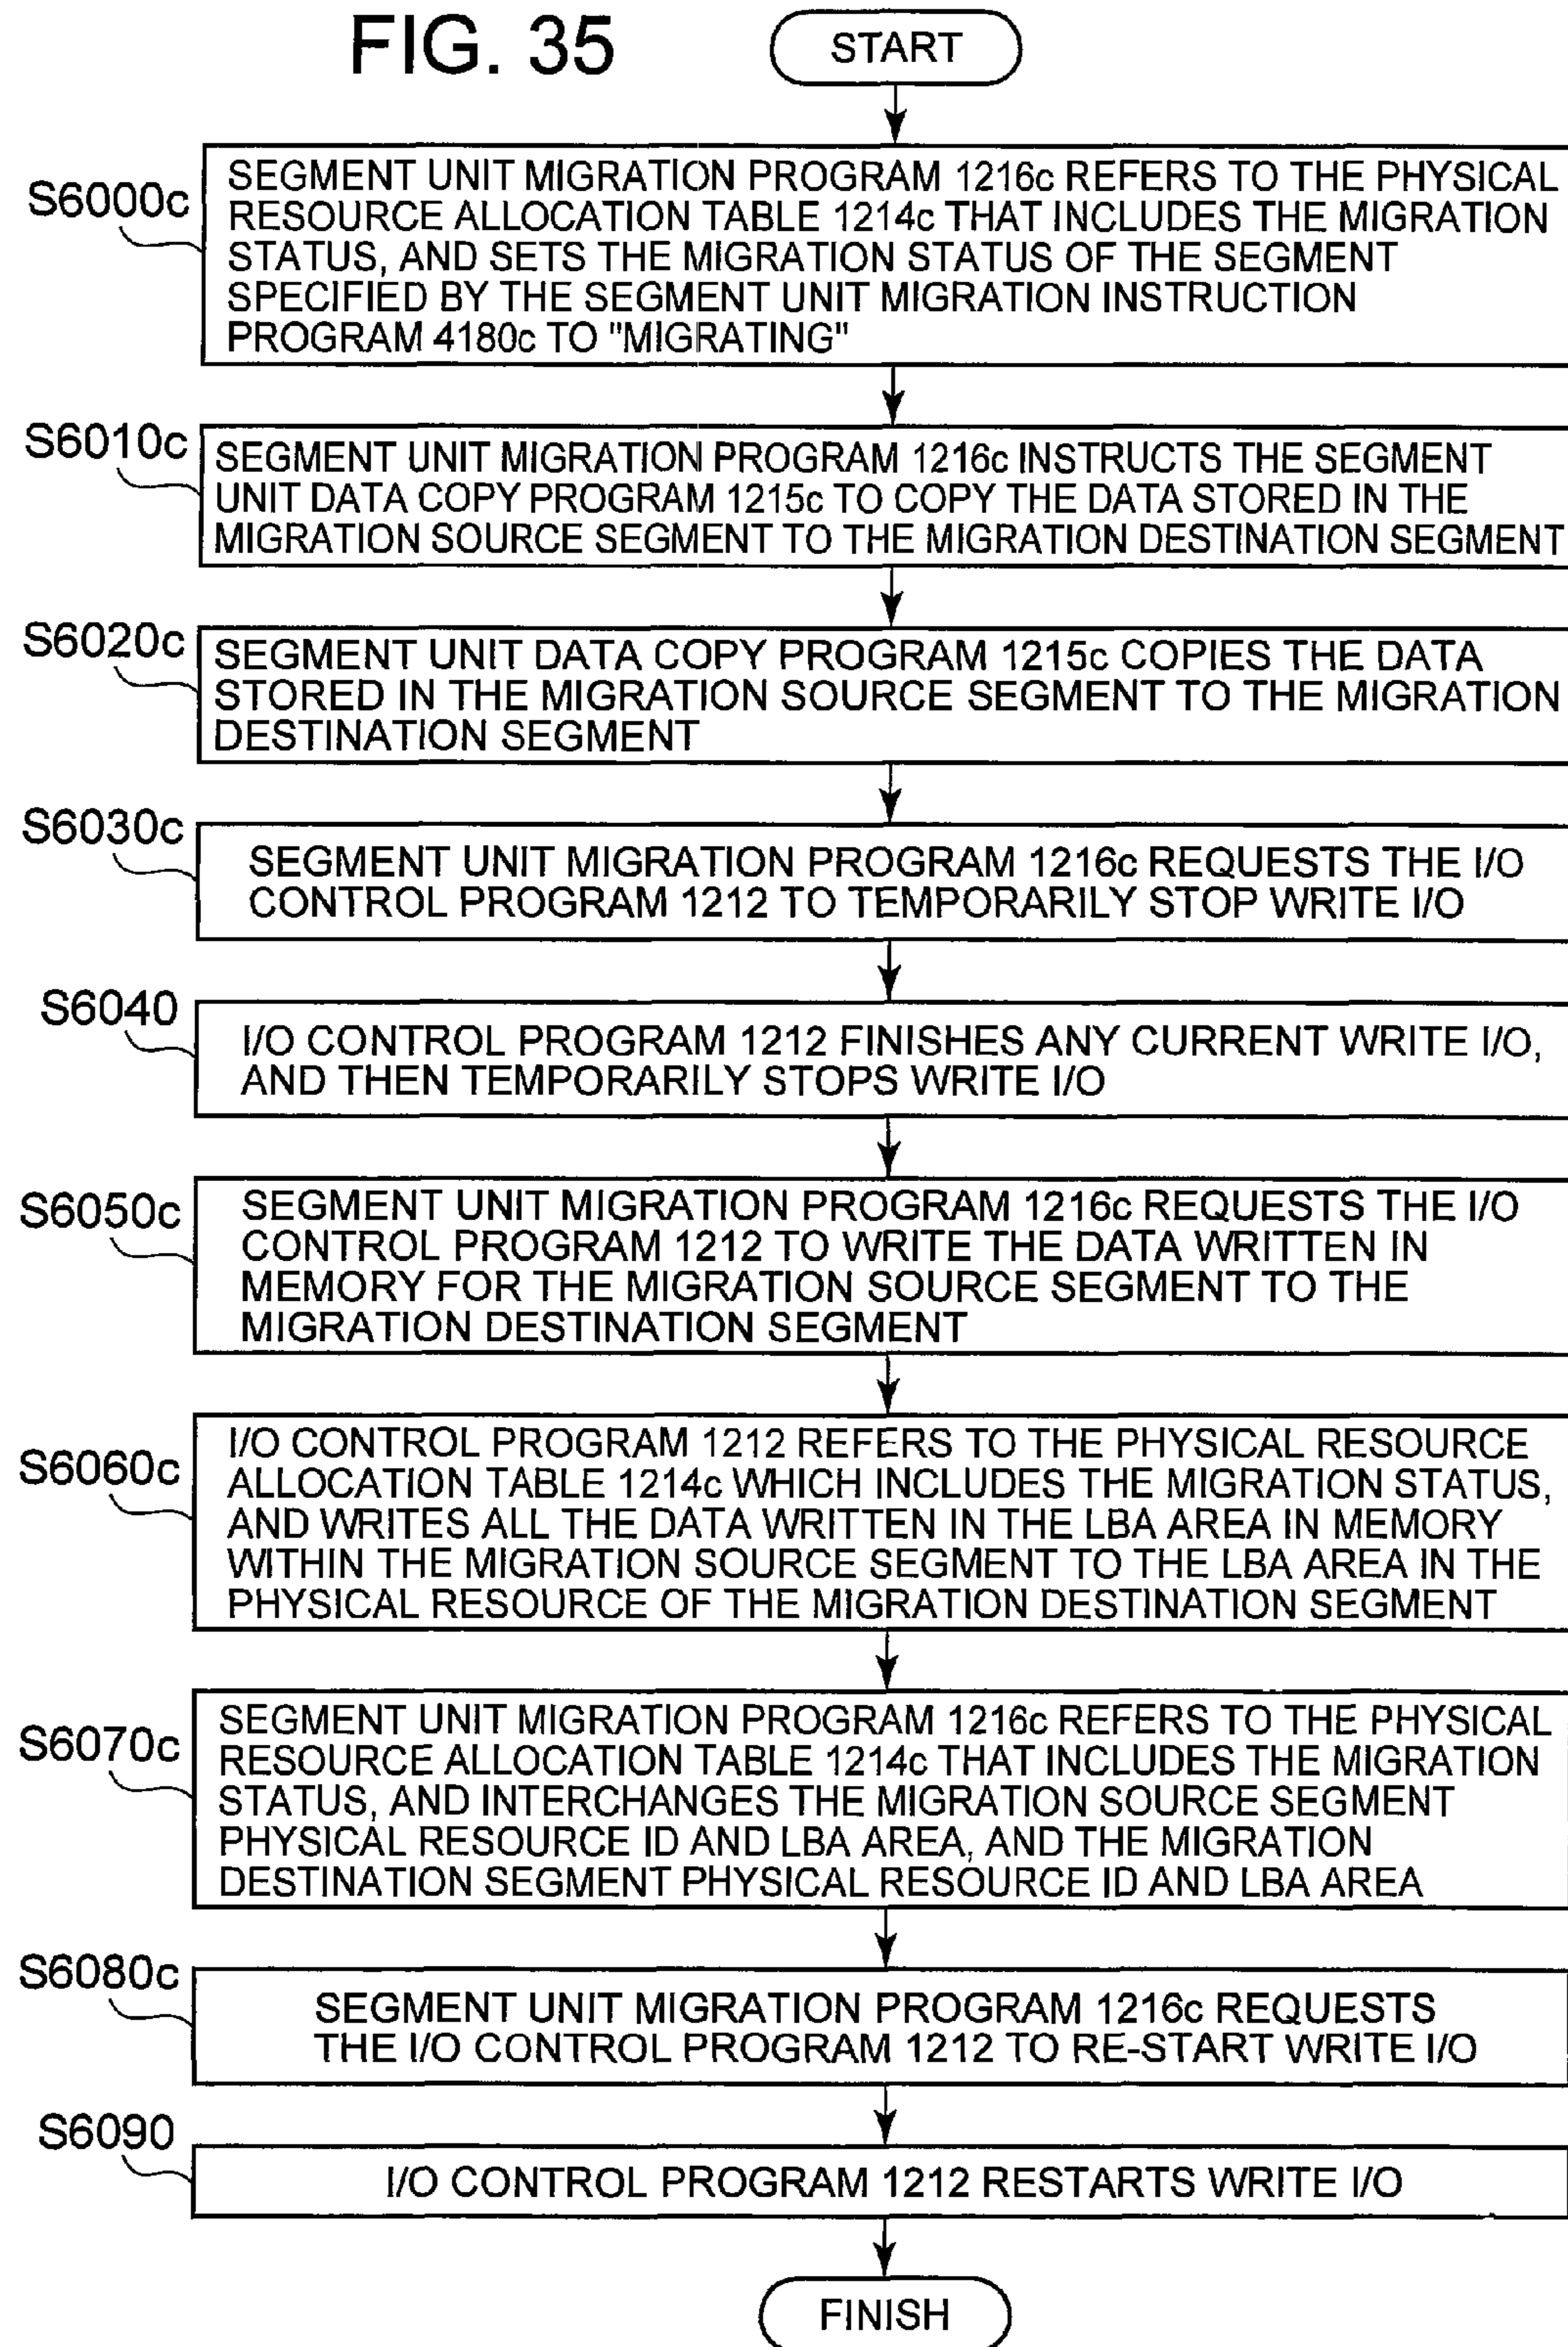 FIG. 35
START
S6000c
SEGMENT UNIT MIGRATION PROGRAM 1216c REFERS TO THE PHYSICAL
RESOURCE ALLOCATION TABLE 1214c THAT INCLUDES THE MIGRATION
STATUS, AND SETS THE MIGRATION STATUS OF THE SEGMENT
SPECIFIED BY THE SEGMENT UNIT MIGRATION INSTRUCTION
PROGRAM 4180c TO "MIGRATING"
S6010c
SEGMENT UNIT MIGRATION PROGRAM 1216c INSTRUCTS THE SEGMENT
UNIT DATA COPY PROGRAM 1215c TO COPY THE DATA STORED IN THE
MIGRATION SOURCE SEGMENT TO THE MIGRATION DESTINATION SEGMENT
S6020c
SEGMENT UNIT DATA COPY PROGRAM 1215c COPIES THE DATA
STORED IN THE MIGRATION SOURCE SEGMENT TO THE MIGRATION
DESTINATION SEGMENT
S6030c
SEGMENT UNIT MIGRATION PROGRAM 1216c REQUESTS THE I/O
CONTROL PROGRAM 1212 TO TEMPORARILY STOP WRITE I/O
S6040
I/O CONTROL PROGRAM 1212 FINISHES ANY CURRENT WRITE I/O,
AND THEN TEMPORARILY STOPS WRITE I/O
S6050c
SEGMENT UNIT MIGRATION PROGRAM 1216c REQUESTS THE I/O
CONTROL PROGRAM 1212 TO WRITE THE DATA WRITTEN IN
MEMORY FOR THE MIGRATION SOURCE SEGMENT TO THE
MIGRATION DESTINATION SEGMENT
S6060c
I/O CONTROL PROGRAM 1212 REFERS TO THE PHYSICAL RESOURCE
ALLOCATION TABLE 1214c WHICH INCLUDES THE MIGRATION STATUS,
AND WRITES ALL THE DATA WRITTEN IN THE LBA AREA IN MEMORY
WITHIN THE MIGRATION SOURCE SEGMENT TO THE LBA AREA IN THE
PHYSICAL RESOURCE OF THE MIGRATION DESTINATION SEGMENT
S6070c
SEGMENT UNIT MIGRATION PROGRAM 1216c REFERS TO THE PHYSICAL
RESOURCE ALLOCATION TABLE 1214c THAT INCLUDES THE MIGRATION
STATUS, AND INTERCHANGES THE MIGRATION SOURCE SEGMENT
PHYSICAL RESOURCE ID AND LBA AREA, AND THE MIGRATION
DESTINATION SEGMENT PHYSICAL RESOURCE ID AND LBA AREA
S6080c
SEGMENT UNIT MIGRATION PROGRAM 1216c REQUESTS
THE I/O CONTROL PROGRAM 1212 TO RE-START WRITE I/O
S6090
I/O CONTROL PROGRAM 1212 RESTARTS WRITE I/O
FINISH